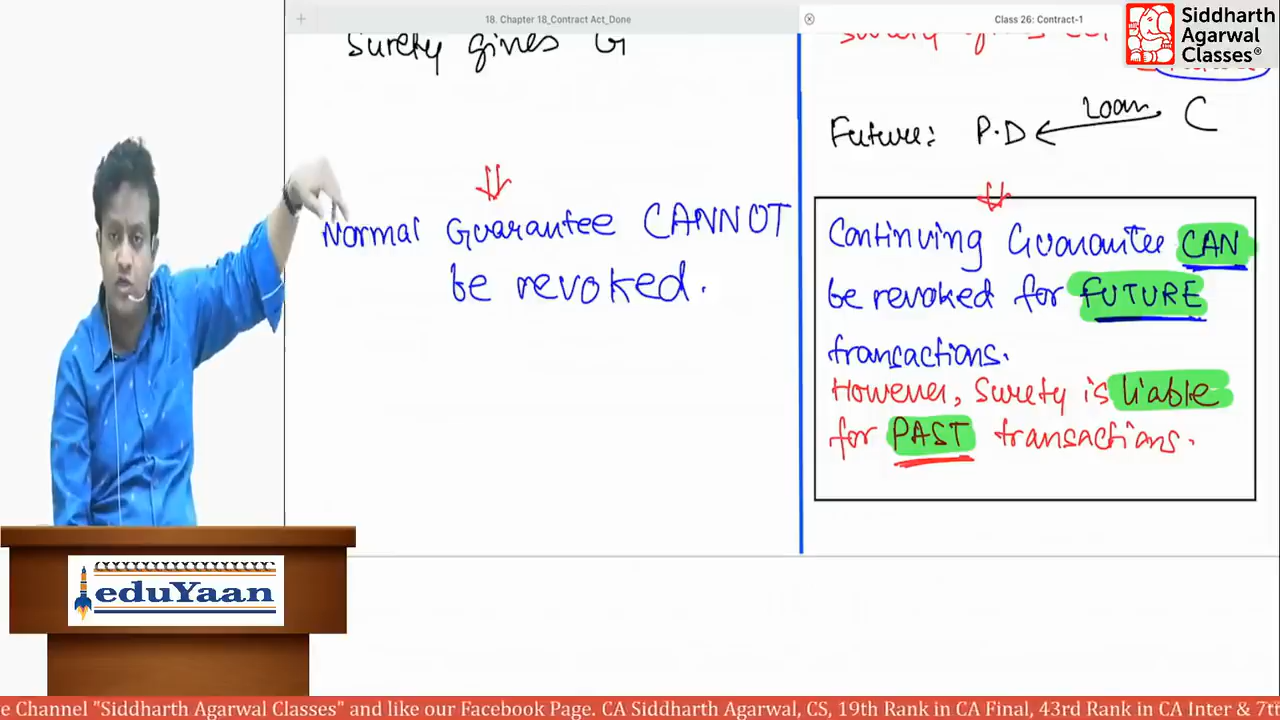 18. Chapter 18_Contract Act_Done
Class 26: Contract-1
Siddharth
Agarwal
Classes®
Surety gives G
Future: P.D
Loan
C
Normal Guarantee CANNOT
be revoked.
Continuing Guarantee CAN
be revoked for FUTURE
transactions.
However, Surety is liable
for PAST transactions.
eduYaan
e Channel "Siddharth Agarwal Classes" and like our Facebook Page. CA Siddharth Agarwal, CS, 19th Rank in CA Final, 43rd Rank in CA Inter & 7th